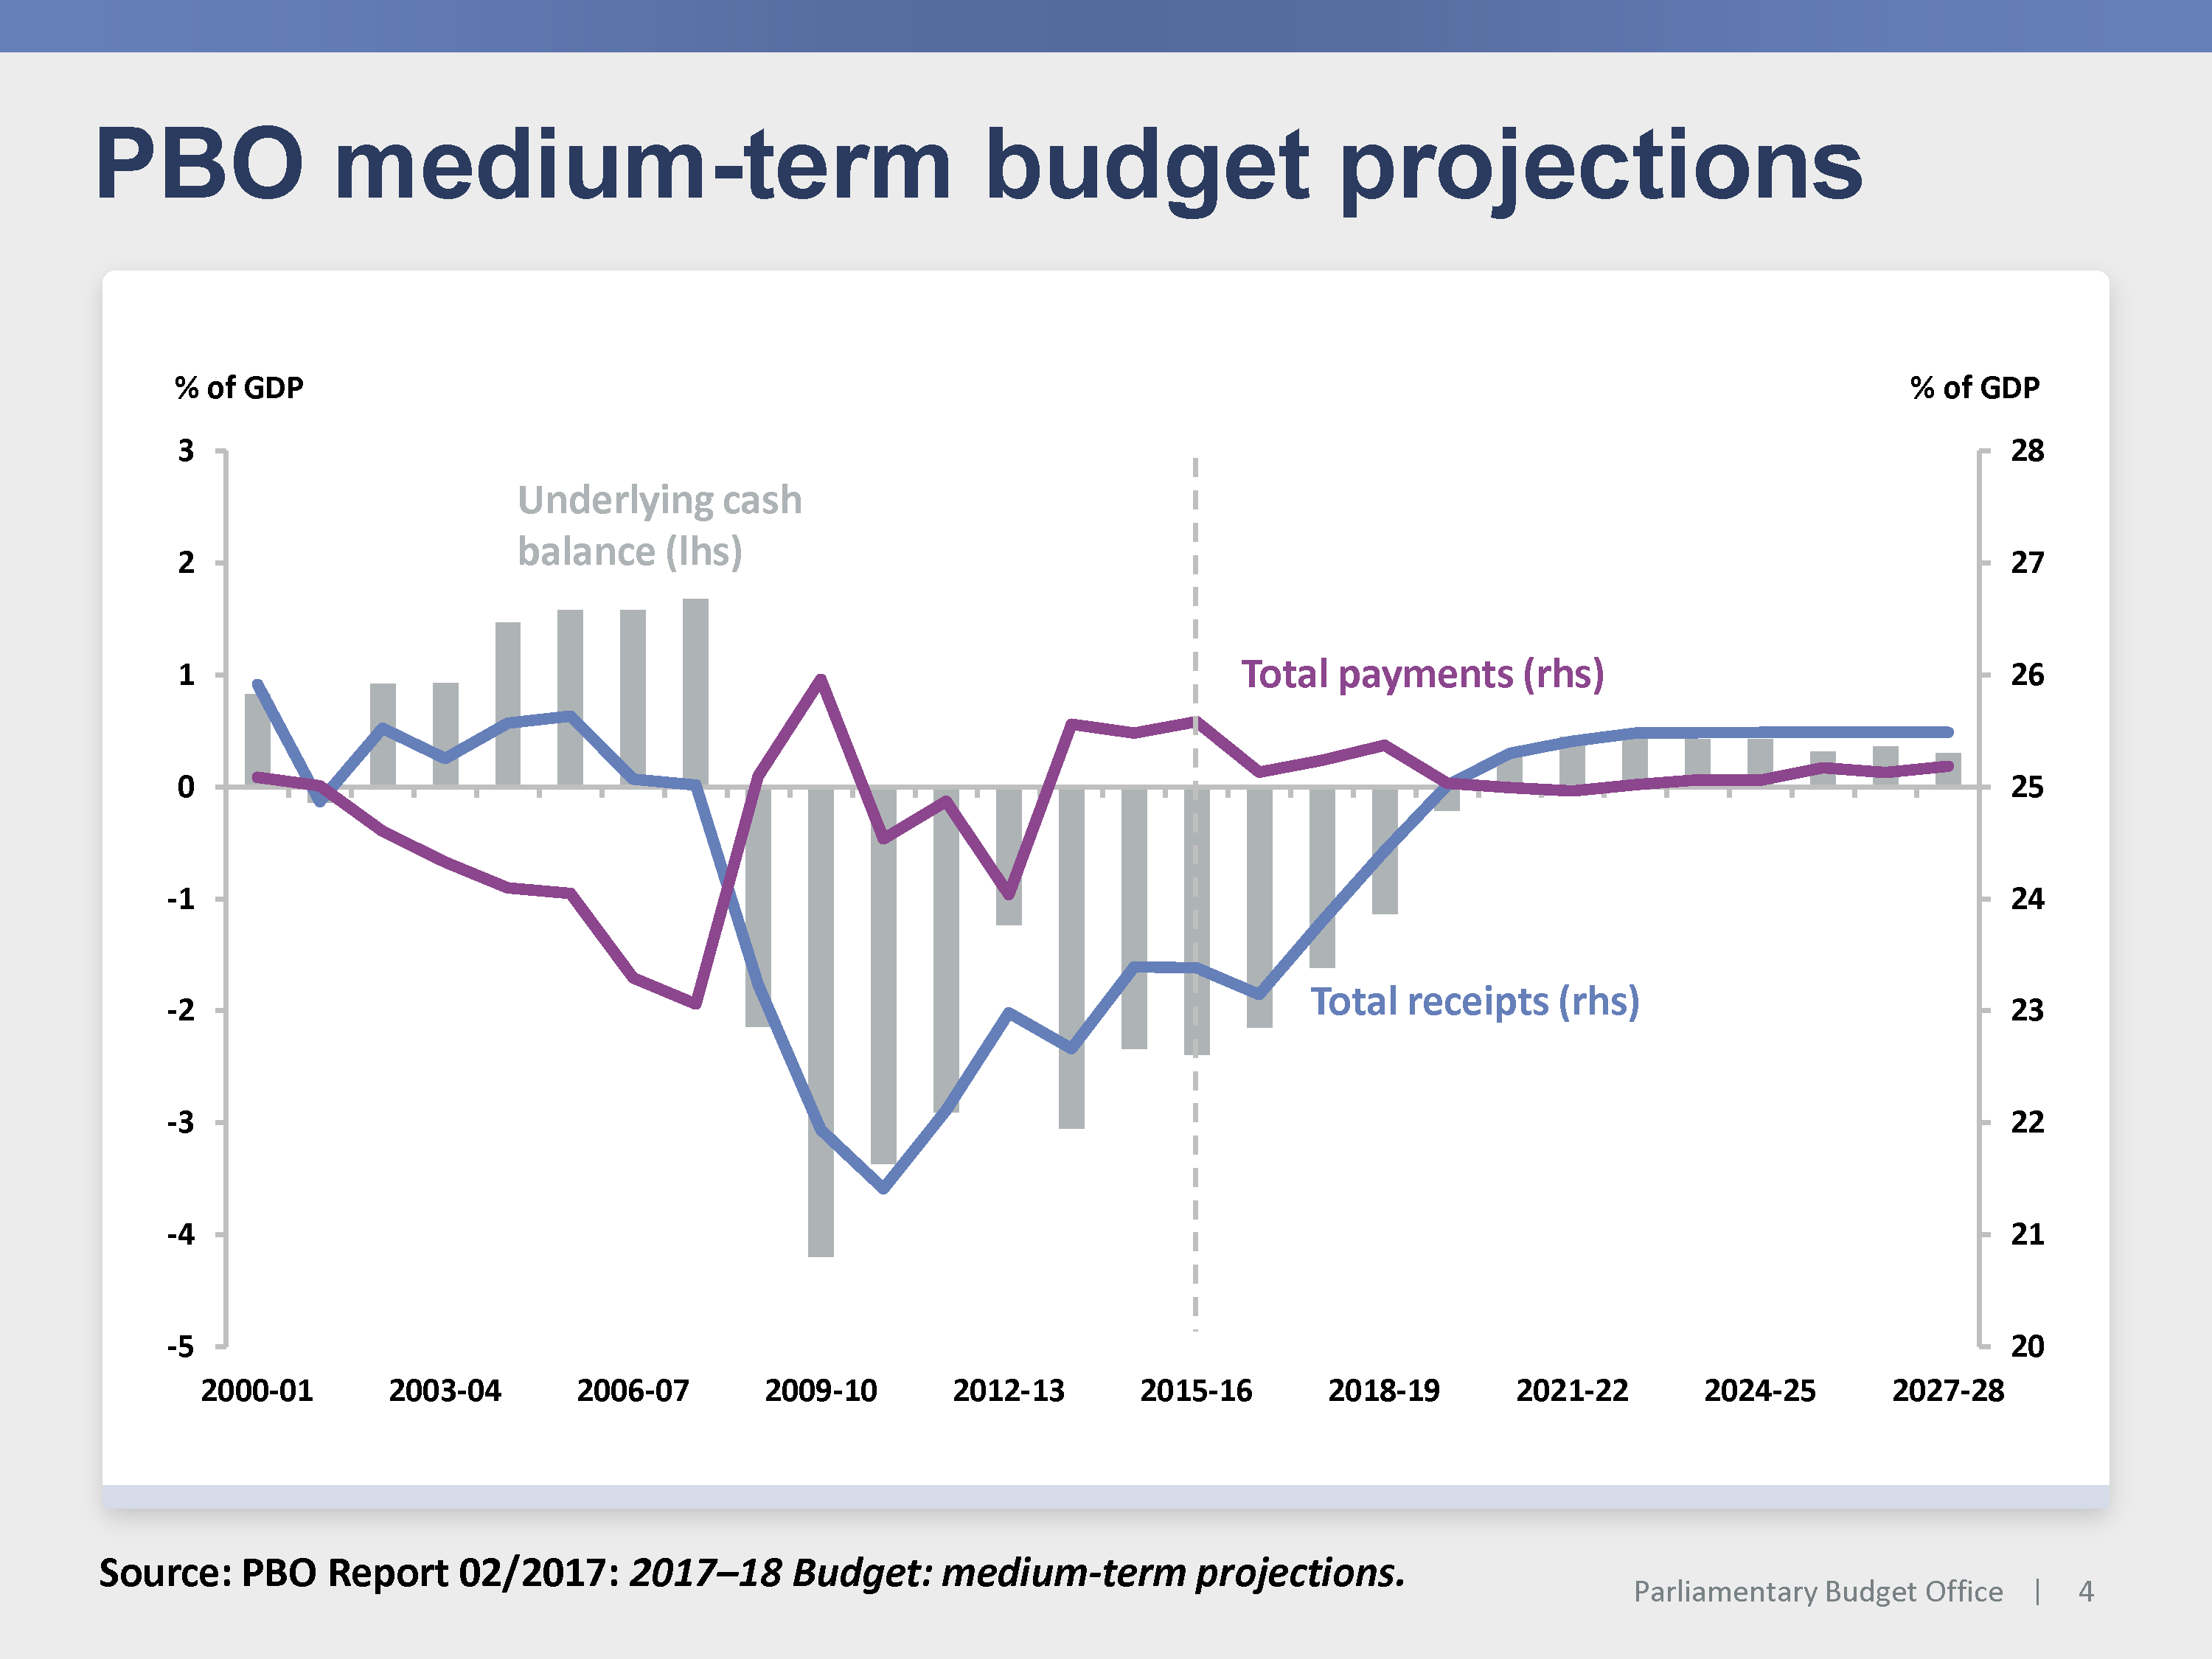 PBO medium-term budget projections
% of GDP
% of GDP
3
28
Underlying cash
balance (lhs)
2
27
Total payments (rhs)
1
26
0
25
-1
24
Total receipts (rhs)
-2
23
-3
22
-4
21
-5
20
2000-01 2003-04 2006-07 2009-10 2012-13 2015-16 2018-19 2021-22 2024-25 2027-28
Source: PBO Report 02/2017: 2017–18 Budget: medium-term projections.
Parliamentary Budget Office | 4